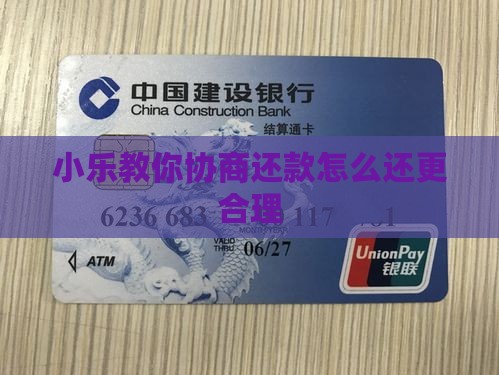 中国建设银行
China Construction Bank
结算通卡
小乐教你协商还款怎么还更
合理
6236 683 117
VALID
THRU
06/27
ATM
UnionPay
银联